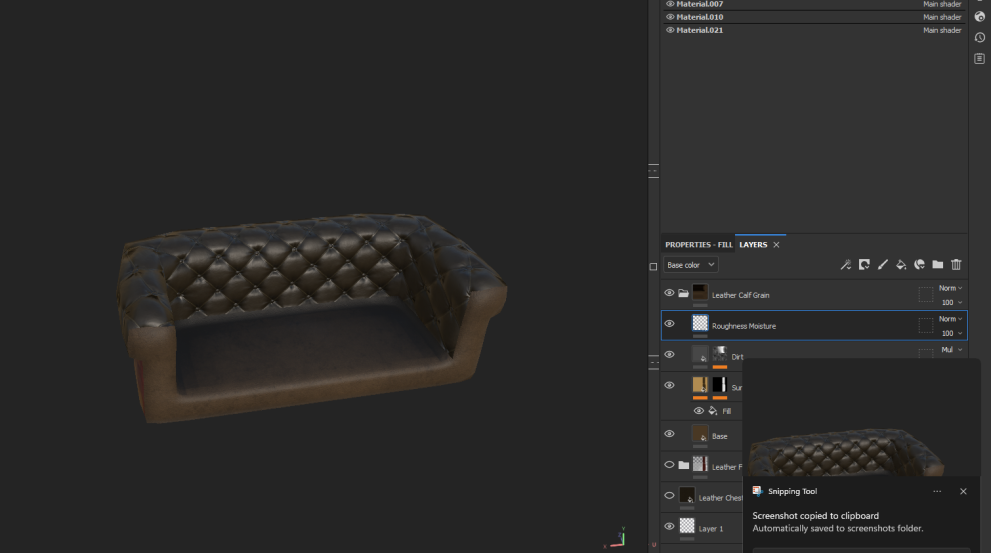 Material.007 Main shader
Material.010 Main shader
Material.021 Main shader
PROPERTIES - FILL LAYERS
Base color
Leather Calf Grain Norm 100
Roughness Moisture Norm 100
Dirt Mul
Sur
Fill
Base
Leather F
Leather Chest
Layer 1
Snipping Tool
Screenshot copied to clipboard
Automatically saved to screenshots folder.
Y
X
U